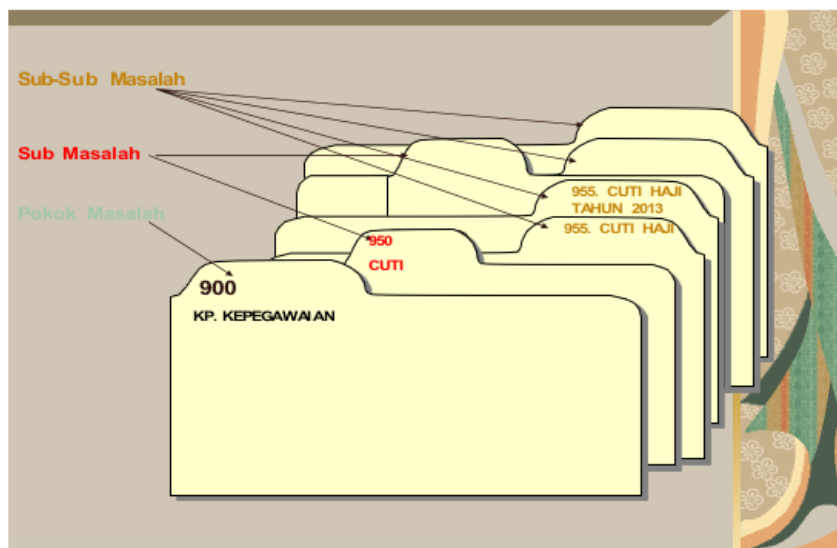 Sub-Sub Masalah
Sub Masalah
Pokok Masalah
955. CUTI HAJI
TAHUN 2013
955. CUTI HAJI
950
CUTI
900
KP. KEPEGAWAIAN